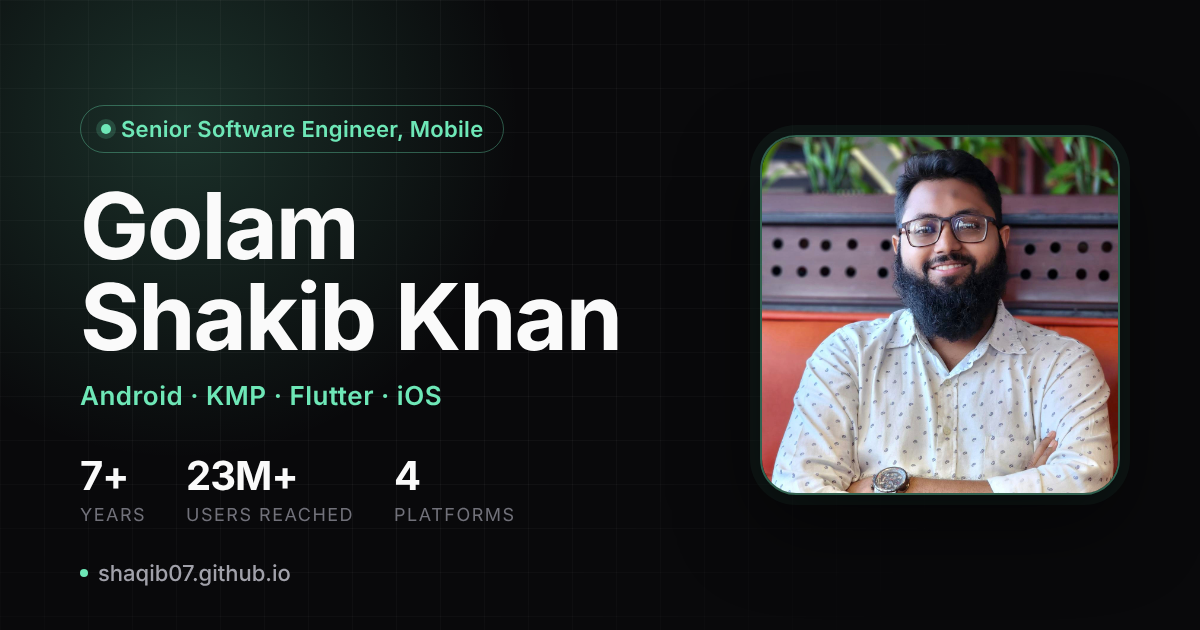 Senior Software Engineer, Mobile
Golam
Shakib Khan
Android · KMP · Flutter · iOS
7+ 23M+ 4
YEARS USERS REACHED PLATFORMS
shaqib07.github.io